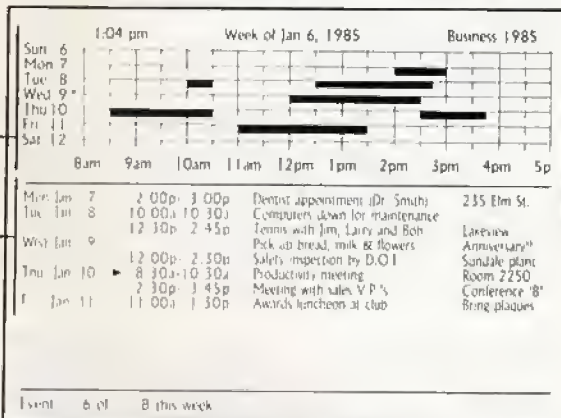 1:04 pm Week of Jan 6, 1985 Business 1985
Sun 6
Mon 7
Tue 8
Wed 9*
Thu 10
Fri 11
Sat 12
8am 9am 10am 11am 12pm 1pm 2pm 3pm 4pm 5p
Mon Jan 7 2:00p- 3:00p Dentist appointment (Dr. Smith) 235 Elm St.
Tue Jan 8 10:00a-10:30a Computers down for maintenance
12:30p- 2:45p Tennis with Jim, Larry and Bob Lakeview
Wed Jan 9 Pick up bread, milk & flowers Anniversary*
12:00p- 2:30p Safety inspection by D.O.I Sundale plant
Thu Jan 10 ► 8:30a-10:30a Productivity meeting Room 2250
2:30p- 3:45p Meeting with sales V.P.'s Conference "B"
F Jan 11 11:00a- 1:30p Awards luncheon at club Bring plaques
Event 6 of 8 this week